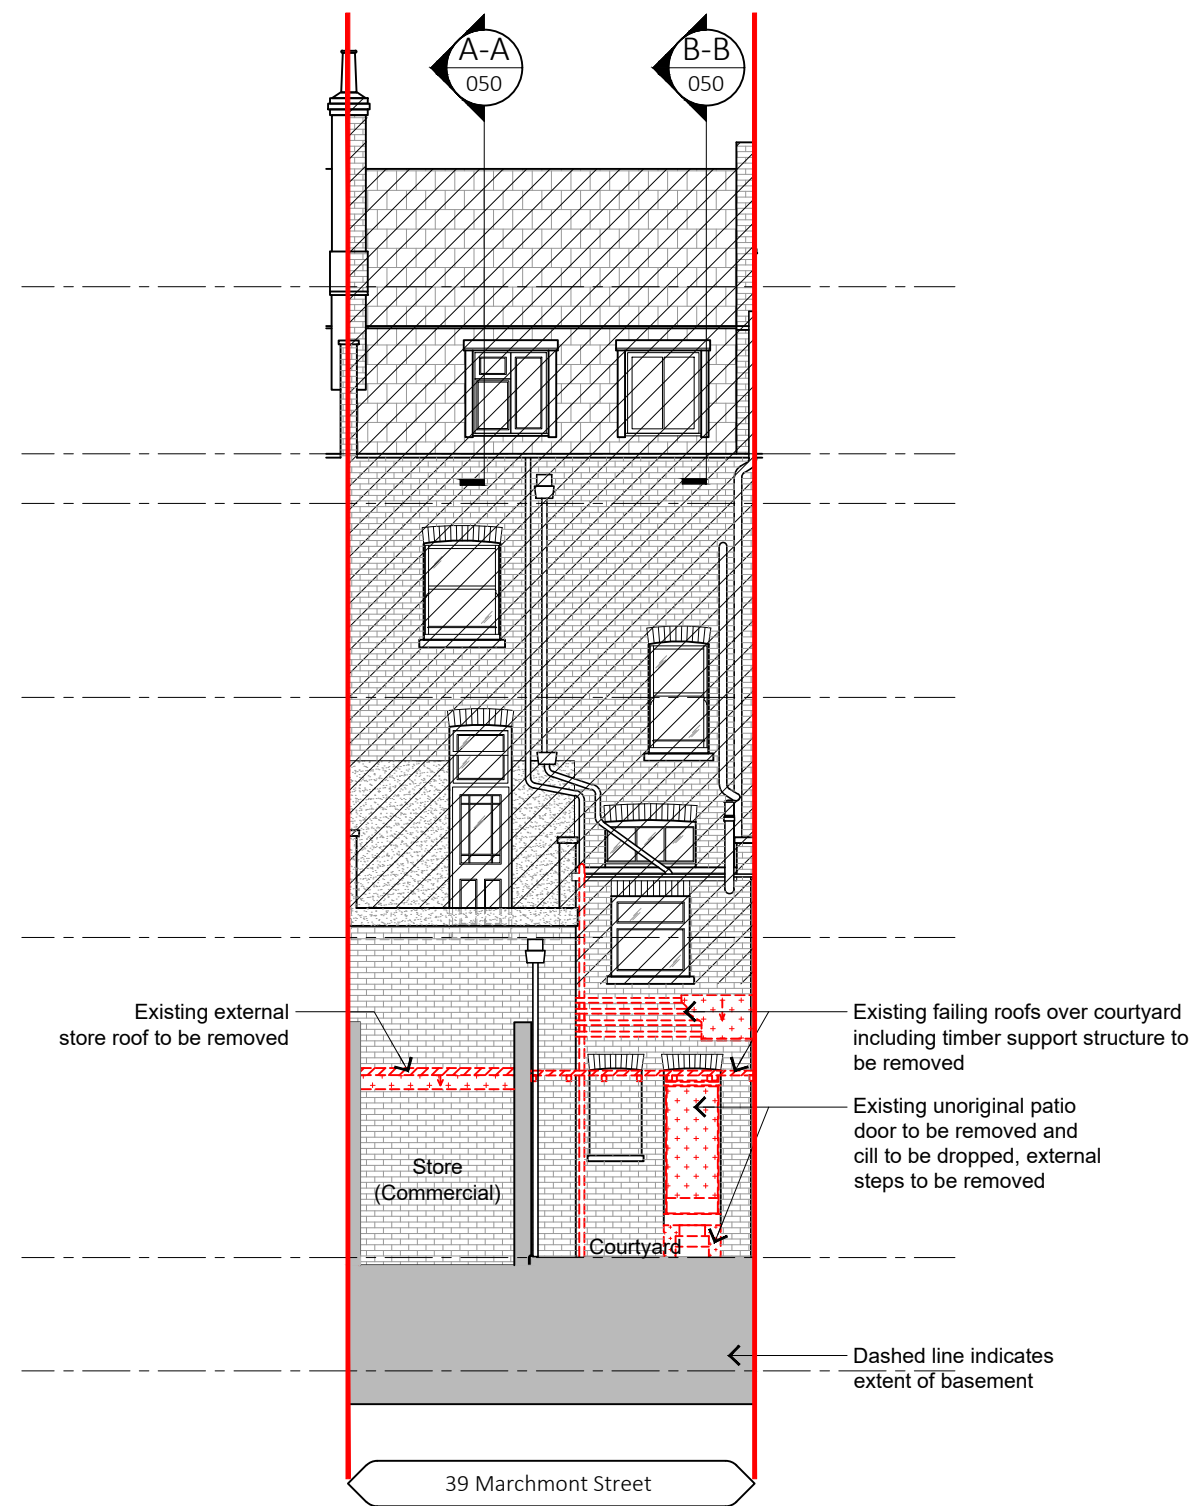 A-A
050
B-B
050
Existing external
store roof to be removed
Existing failing roofs over courtyard
including timber support structure to
be removed
Existing unoriginal patio
door to be removed and
cill to be dropped, external
steps to be removed
Store
(Commercial)
Courtyard
Dashed line indicates
extent of basement
39 Marchmont Street